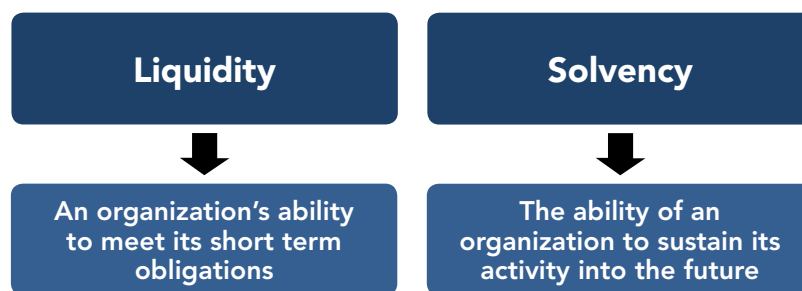 Liquidity
An organization's ability
to meet its short term
obligations
Solvency
The ability of an
organization to sustain its
activity into the future